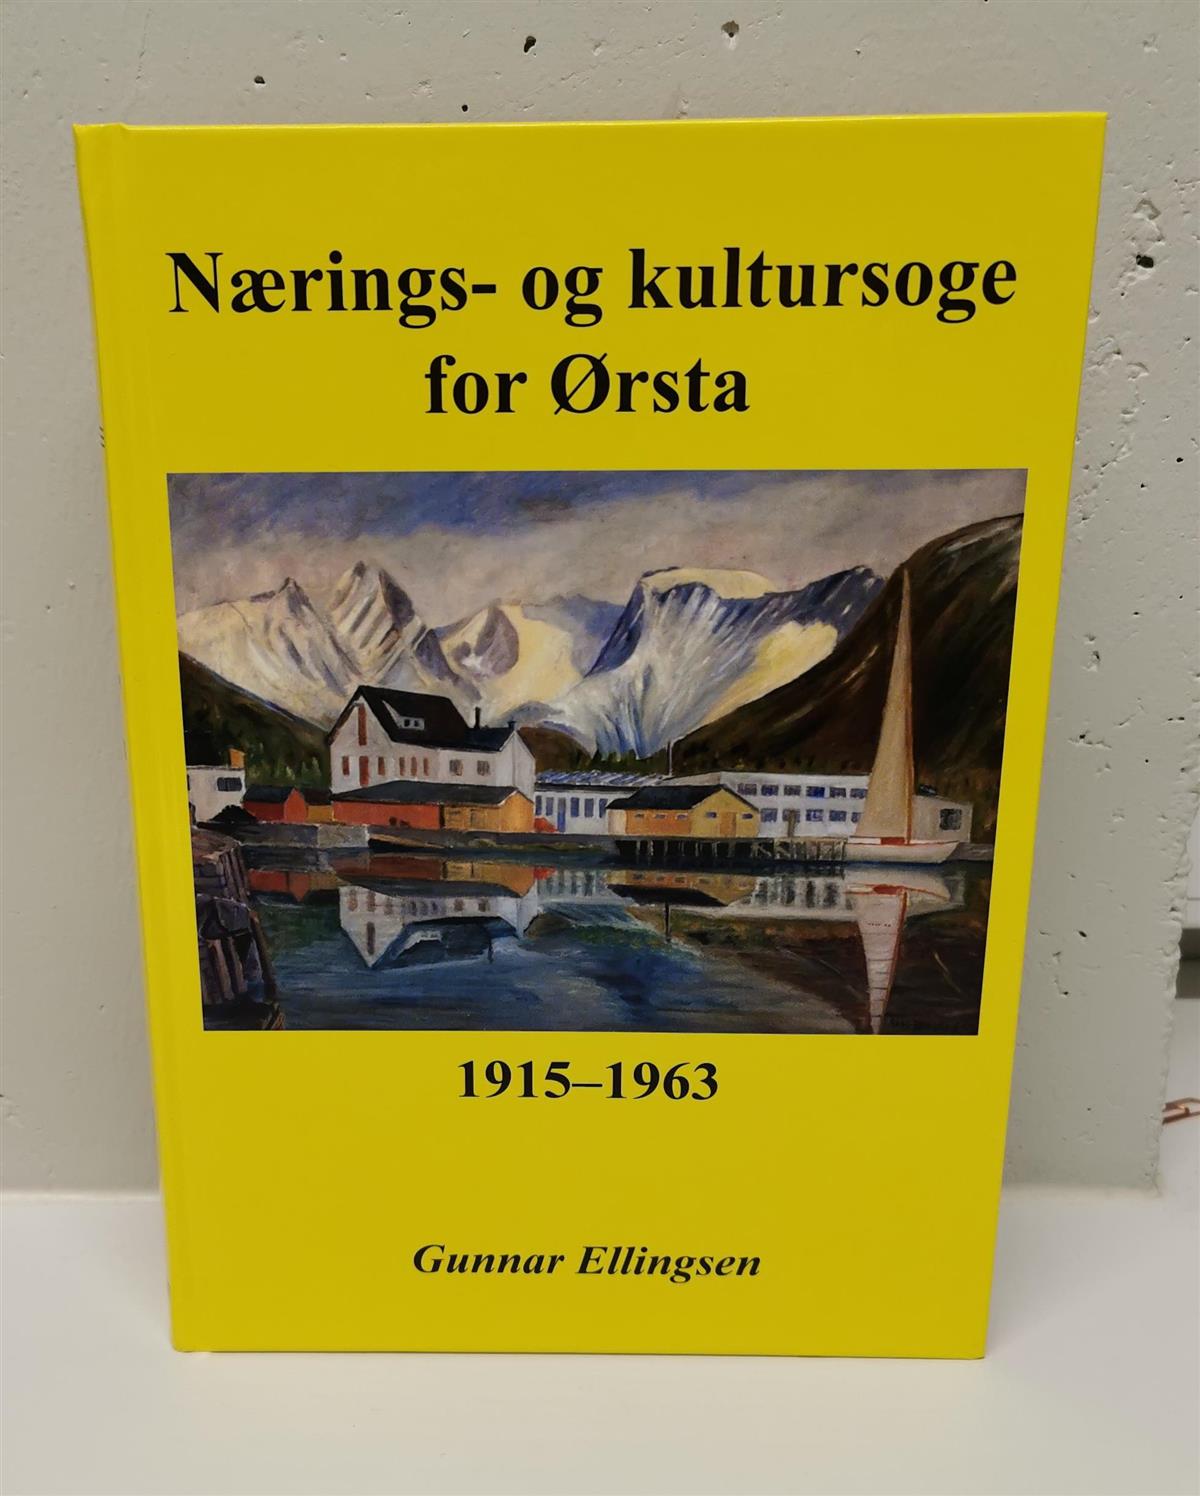 Nærings- og kultursoge
for Ørsta
1915–1963
Gunnar Ellingsen